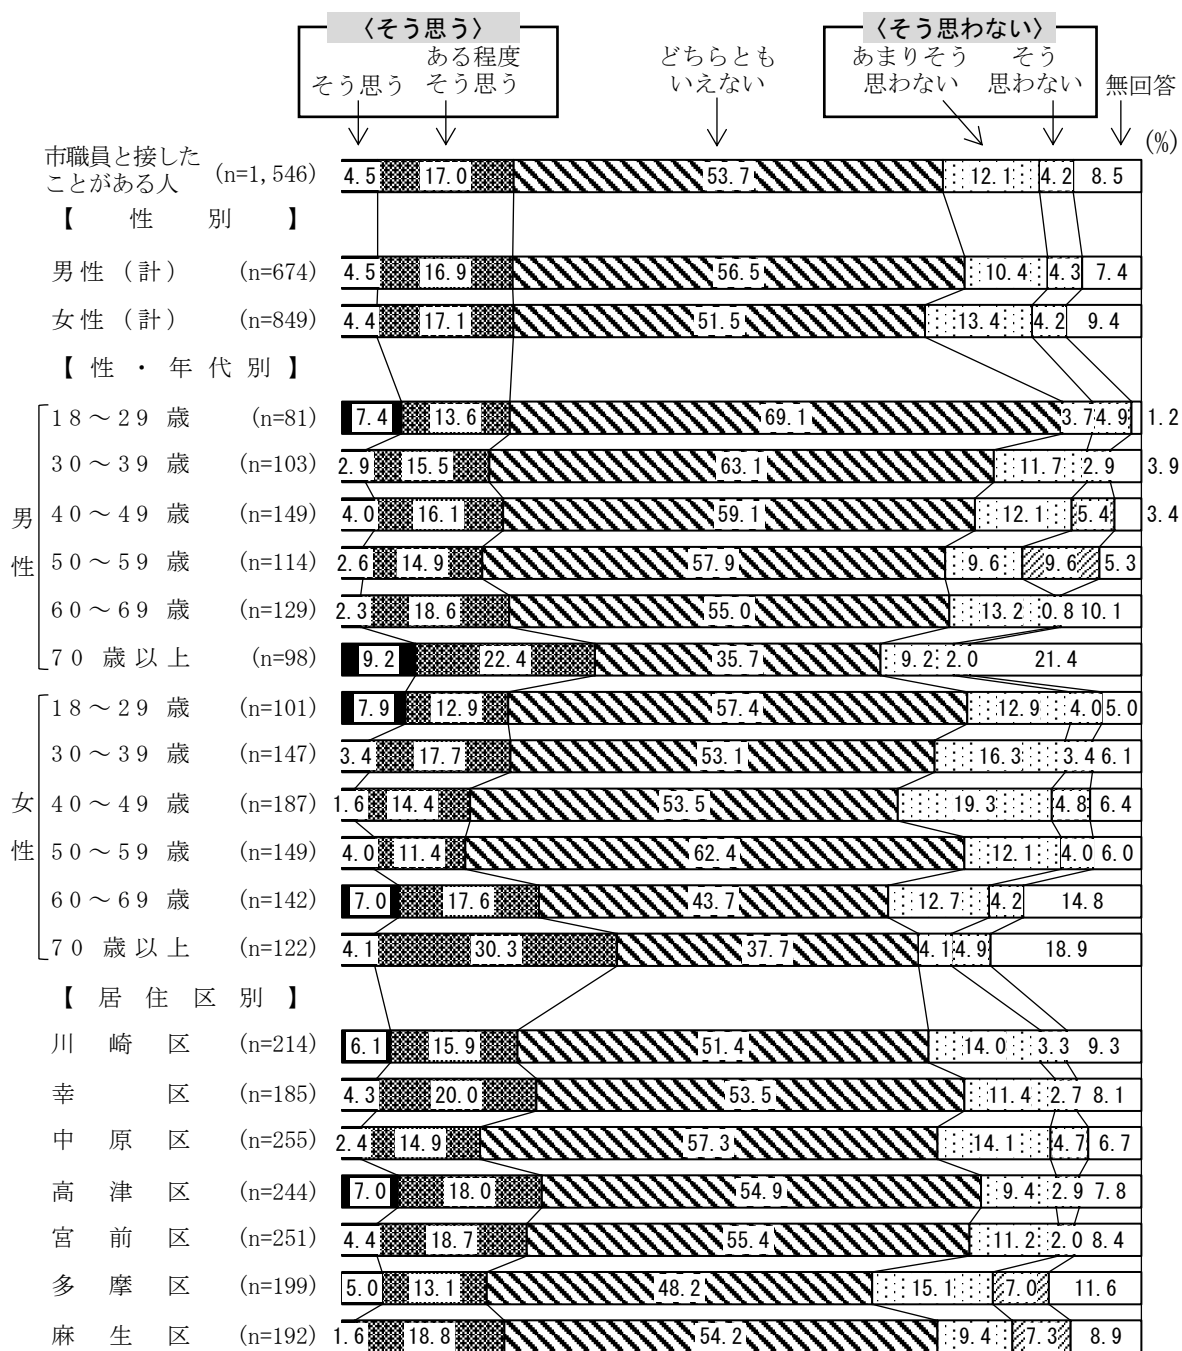 〈そう思う〉 〈そう思わない〉
ある程度 どちらとも あまりそう そう
そう思う そう思う いえない 思わない 思わない 無回答
(%)
市職員と接した
ことがある人 (n=1,546) 4.5 17.0 53.7 12.1 4.2 8.5
【 性 別 】
男性（計） (n=674) 4.5 16.9 56.5 10.4 4.3 7.4
女性（計） (n=849) 4.4 17.1 51.5 13.4 4.2 9.4
【 性 ・ 年 代 別 】
男性
18～29 歳 (n=81) 7.4 13.6 69.1 3.7 4.9 1.2
30～39 歳 (n=103) 2.9 15.5 63.1 11.7 2.9 3.9
40～49 歳 (n=149) 4.0 16.1 59.1 12.1 5.4 3.4
50～59 歳 (n=114) 2.6 14.9 57.9 9.6 9.6 5.3
60～69 歳 (n=129) 2.3 18.6 55.0 13.2 0.8 10.1
70 歳以上 (n=98) 9.2 22.4 35.7 9.2 2.0 21.4
女性
18～29 歳 (n=101) 7.9 12.9 57.4 12.9 4.0 5.0
30～39 歳 (n=147) 3.4 17.7 53.1 16.3 3.4 6.1
40～49 歳 (n=187) 1.6 14.4 53.5 19.3 4.8 6.4
50～59 歳 (n=149) 4.0 11.4 62.4 12.1 4.0 6.0
60～69 歳 (n=142) 7.0 17.6 43.7 12.7 4.2 14.8
70 歳以上 (n=122) 4.1 30.3 37.7 4.1 4.9 18.9
【 居 住 区 別 】
川 崎 区 (n=214) 6.1 15.9 51.4 14.0 3.3 9.3
幸 区 (n=185) 4.3 20.0 53.5 11.4 2.7 8.1
中 原 区 (n=255) 2.4 14.9 57.3 14.1 4.7 6.7
高 津 区 (n=244) 7.0 18.0 54.9 9.4 2.9 7.8
宮 前 区 (n=251) 4.4 18.7 55.4 11.2 2.0 8.4
多 摩 区 (n=199) 5.0 13.1 48.2 15.1 7.0 11.6
麻 生 区 (n=192) 1.6 18.8 54.2 9.4 7.3 8.9